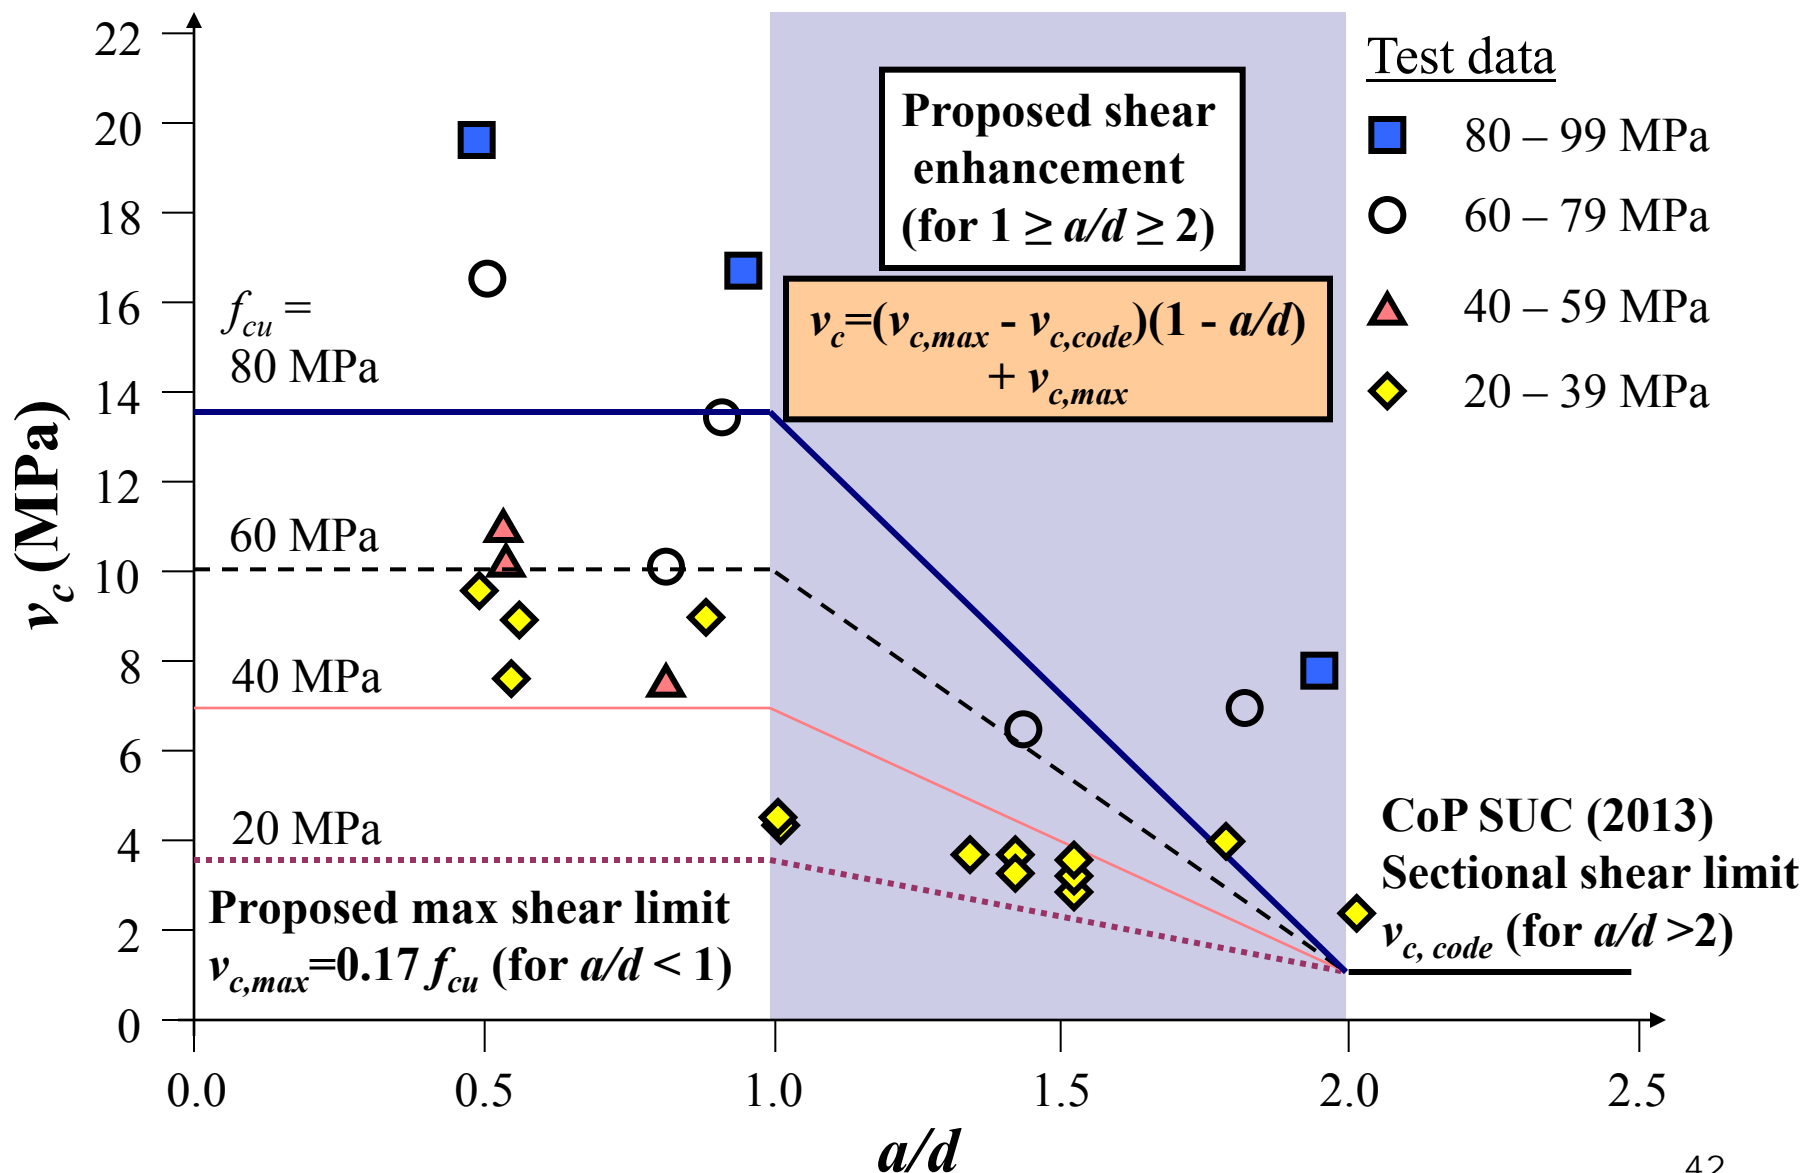 22
20
18
16
14
12
10
8
6
4
2
0
v_c (MPa)
0.0
0.5
1.0
1.5
2.0
2.5
a/d
f_cu =
80 MPa
60 MPa
40 MPa
20 MPa
Proposed max shear limit
v_c,max=0.17 f_cu (for a/d < 1)
Proposed shear
enhancement
(for 1 ≥ a/d ≥ 2)
v_c=(v_c,max - v_c,code)(1 - a/d)
+ v_c,max
Test data
80 – 99 MPa
60 – 79 MPa
40 – 59 MPa
20 – 39 MPa
CoP SUC (2013)
Sectional shear limit
v_c, code (for a/d >2)
42